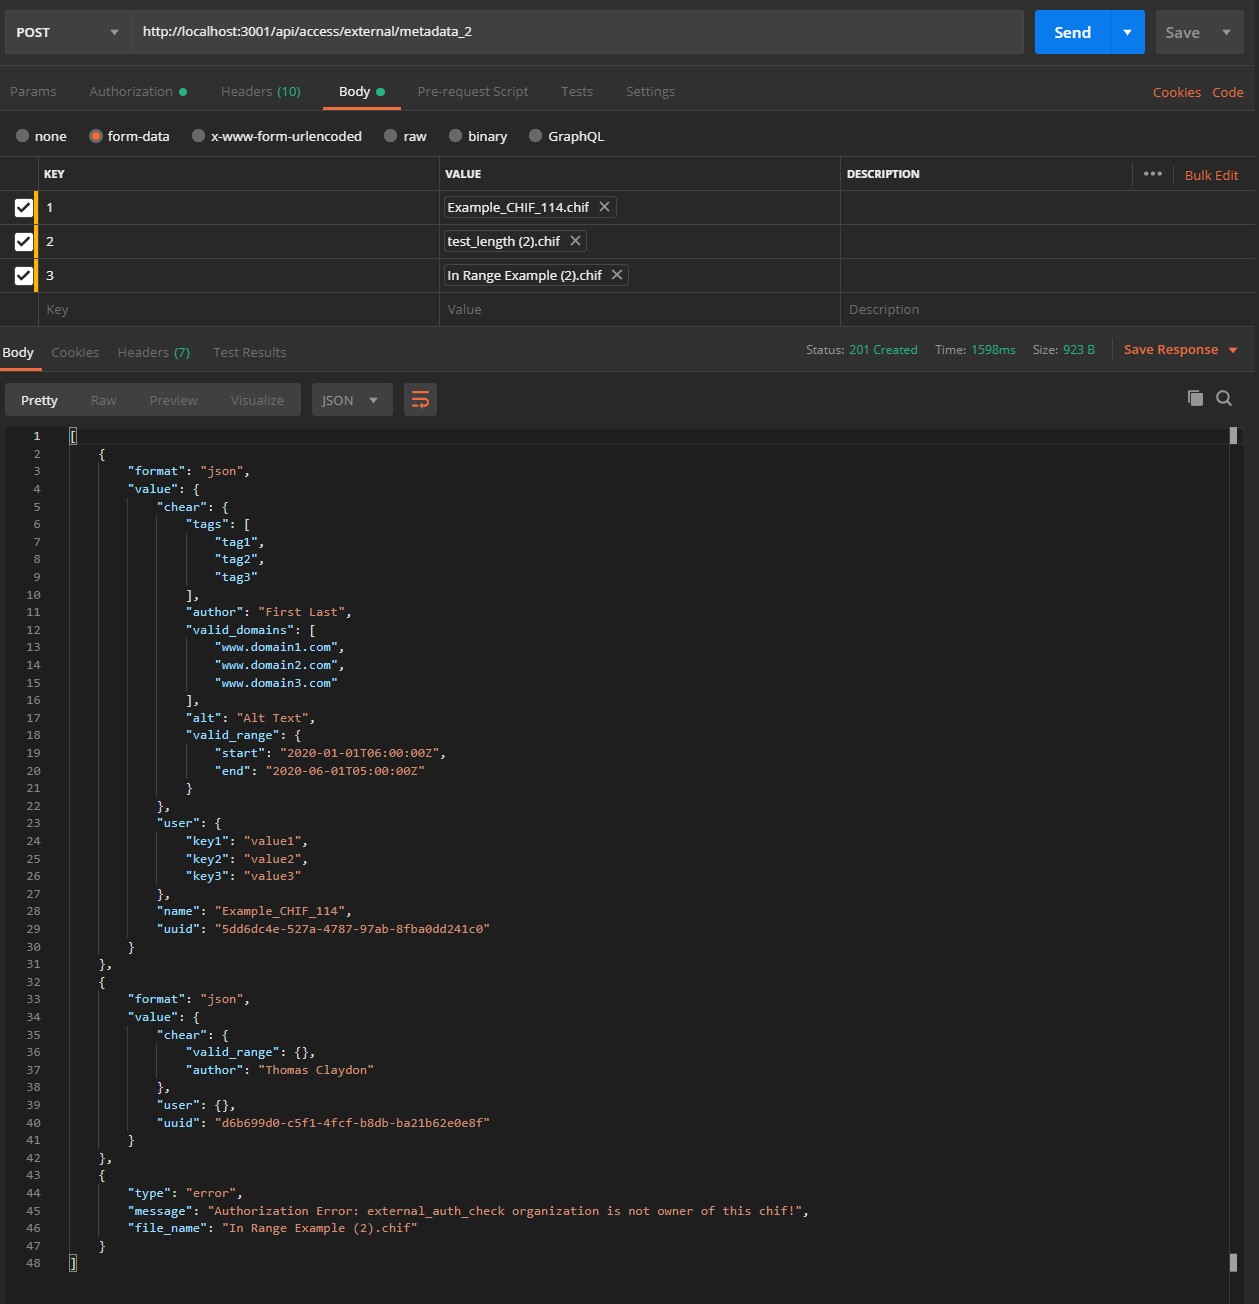 POST http://localhost:3001/api/access/external/metadata_2 Send Save
Params Authorization Headers (10) Body Pre-request Script Tests Settings Cookies Code
none form-data x-www-form-urlencoded raw binary GraphQL
KEY VALUE DESCRIPTION ••• Bulk Edit
1 Example_CHIF_114.chif
2 test_length (2).chif
3 In Range Example (2).chif
Key Value Description
Body Cookies Headers (7) Test Results Status: 201 Created Time: 1598ms Size: 923 B Save Response
Pretty Raw Preview Visualize JSON
1 [
2 {
3 "format": "json",
4 "value": {
5 "chear": {
6 "tags": [
7 "tag1",
8 "tag2",
9 "tag3"
10 ],
11 "author": "First Last",
12 "valid_domains": [
13 "www.domain1.com",
14 "www.domain2.com",
15 "www.domain3.com"
16 ],
17 "alt": "Alt Text",
18 "valid_range": {
19 "start": "2020-01-01T06:00:00Z",
20 "end": "2020-06-01T05:00:00Z"
21 }
22 },
23 "user": {
24 "key1": "value1",
25 "key2": "value2",
26 "key3": "value3"
27 },
28 "name": "Example_CHIF_114",
29 "uuid": "5dd6dc4e-527a-4787-97ab-8fba0dd241c0"
30 }
31 },
32 {
33 "format": "json",
34 "value": {
35 "chear": {
36 "valid_range": {},
37 "author": "Thomas Claydon"
38 },
39 "user": {},
40 "uuid": "d6b699d0-c5f1-4fcf-b8db-ba21b62e0e8f"
41 }
42 },
43 {
44 "type": "error",
45 "message": "Authorization Error: external_auth_check organization is not owner of this chif!",
46 "file_name": "In Range Example (2).chif"
47 }
48 ]